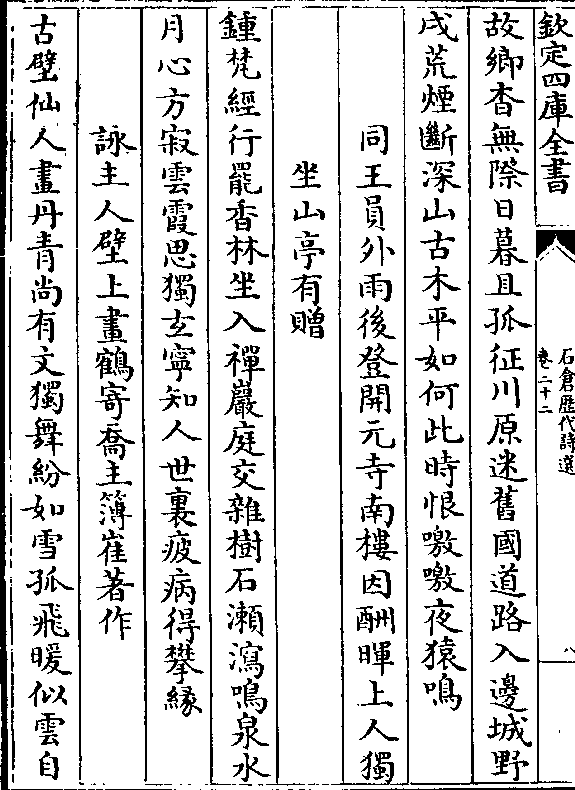 欽定四庫全書
石倉歷代詩選
卷二十二
八
故鄉杳無際日暮且孤征川原迷舊國道路入邊城野
戍荒煙斷深山古木平如何此時恨噭噭夜猿鳴
同王員外雨後登開元寺南樓因酬暉上人獨
坐山亭有贈
鍾梵經行罷香林坐入禪巖庭交雜樹石瀨瀉鳴泉水
月心方寂雲霞思獨玄寧知人世裏疲病得攀緣
詠主人壁上畫鶴寄喬主簿崔著作
古壁仙人畫丹青尚有文獨舞紛如雪孤飛曖似雲自